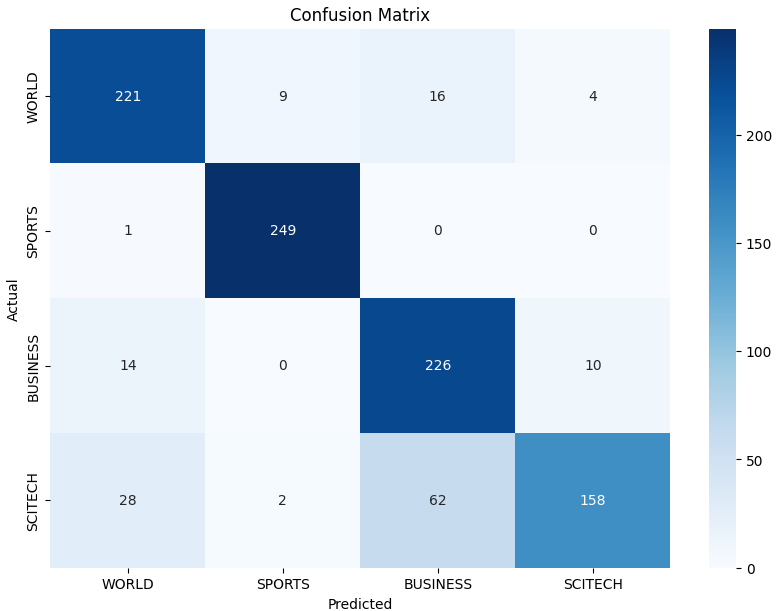 Confusion Matrix
WORLD 221 9 16 4
SPORTS 1 249 0 0
BUSINESS 14 0 226 10
SCITECH 28 2 62 158
Actual
WORLD SPORTS BUSINESS SCITECH
Predicted
200
150
100
50
0